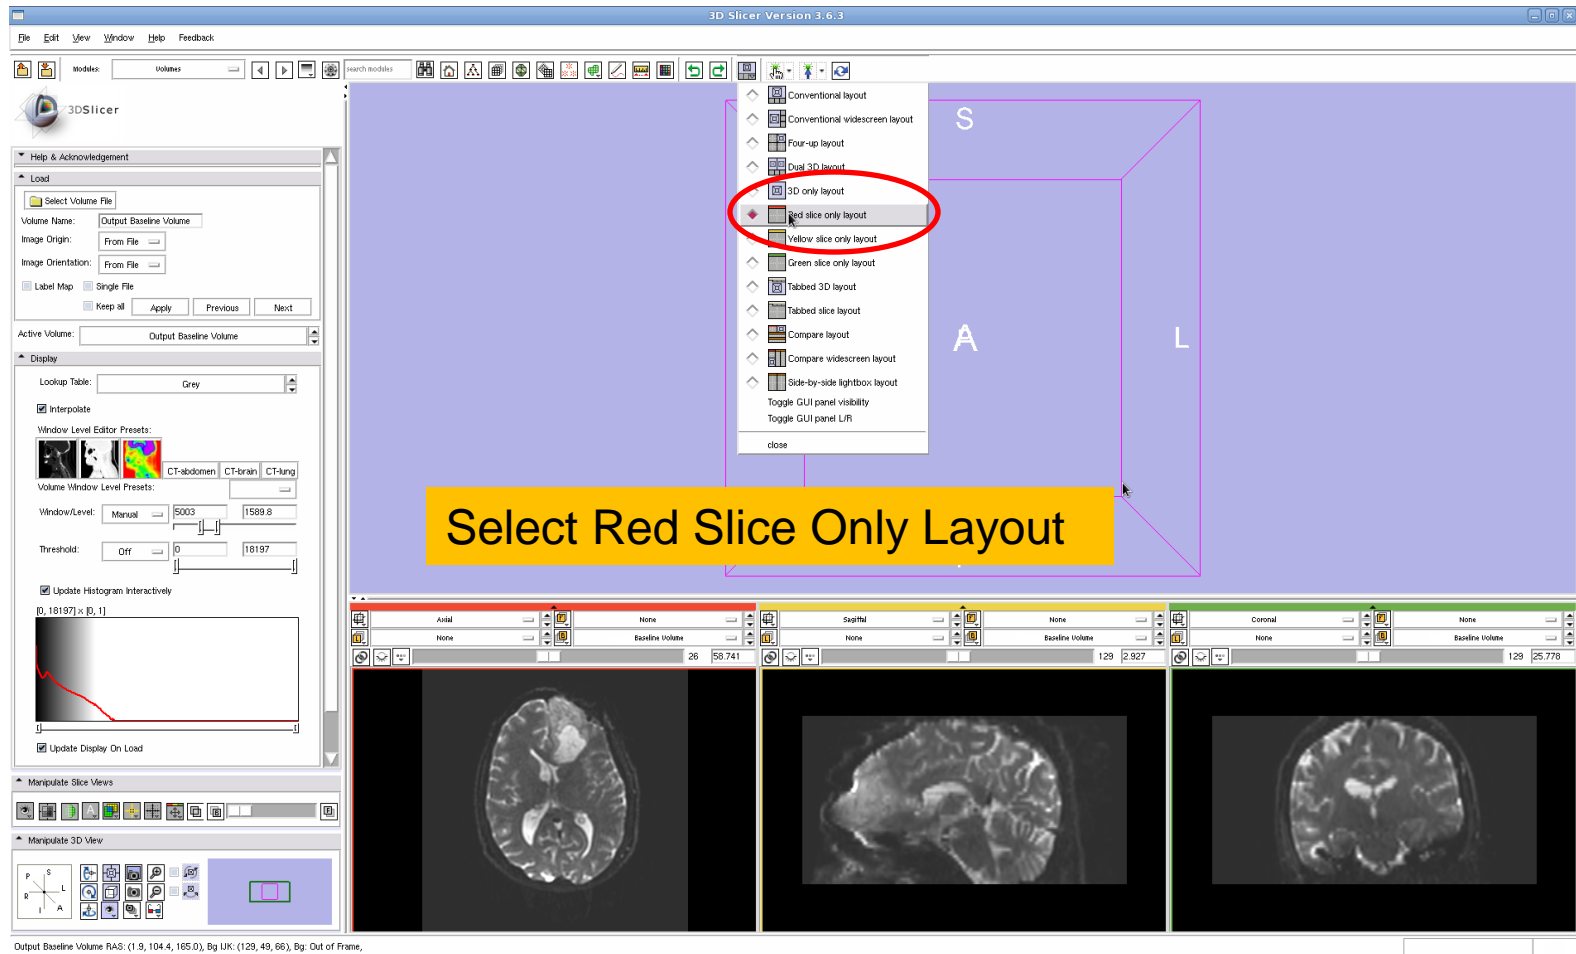 3D Slicer Version 3.6.3
File Edit View Window Help Feedback
Modules: Volumes search modules
3DSlicer
Help & Acknowledgement
Load
Select Volume File
Volume Name: Output Baseline Volume
Image Origin: From File
Image Orientation: From File
Label Map Single File
Keep all Apply Previous Next
Active Volume: Output Baseline Volume
Display
Lookup Table: Grey
Interpolate
Window Level Editor Presets:
CT-abdomen CT-brain CT-lung
Volume Window Level Presets:
Window/Level: Manual 5003 1589.8
Threshold: Off 0 18197
Update Histogram Interactively
[0, 18197] x [0, 1]
Update Display On Load
Manipulate Slice Views
Manipulate 3D View
P S
R L
I A
Conventional layout
Conventional widescreen layout
Four-up layout
Dual 3D layout
3D only layout
Red slice only layout
Yellow slice only layout
Green slice only layout
Tabbed 3D layout
Tabbed slice layout
Compare layout
Compare widescreen layout
Side-by-side lightbox layout
Toggle GUI panel visibility
Toggle GUI panel L/R
close
S
A
L
Select Red Slice Only Layout
Axial None
None Baseline Volume
26 58.741
Sagittal None
None Baseline Volume
129 2.927
Coronal None
None Baseline Volume
129 25.778
Output Baseline Volume RAS: (1.9, 104.4, 165.0), Bg IJK: (129, 49, 66), Bg: Out of Frame,